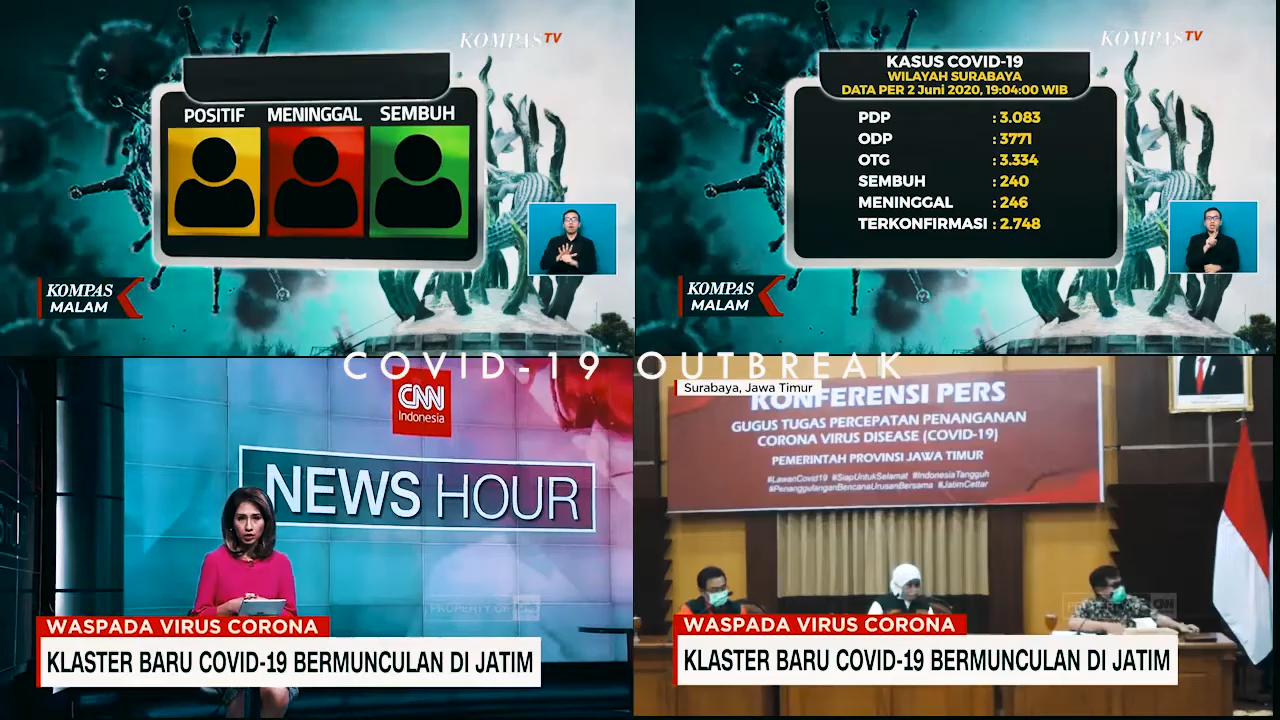 KOMPASTV
POSITIF MENINGGAL SEMBUH
KOMPAS
MALAM
KOMPASTV
KASUS COVID-19
WILAYAH SURABAYA
DATA PER 2 Juni 2020, 19:04:00 WIB
PDP : 3.083
ODP : 3771
OTG : 3.334
SEMBUH : 240
MENINGGAL : 246
TERKONFIRMASI : 2.748
KOMPAS
MALAM
COVID-19 OUTBREAK
CNN
Indonesia
NEWS HOUR
PROPERTY OF
WASPADA VIRUS CORONA
KLASTER BARU COVID-19 BERMUNCULAN DI JATIM
Surabaya, Jawa Timur
KONFERENSI PERS
GUGUS TUGAS PERCEPATAN PENANGANAN
CORONA VIRUS DISEASE (COVID-19)
PEMERINTAH PROVINSI JAWA TIMUR
#LawanCovid19 #SiapUntukSelamat #IndonesiaTangguh
#PenanggulanganBencanaUrusanBersama #JatimCettar
WASPADA VIRUS CORONA
KLASTER BARU COVID-19 BERMUNCULAN DI JATIM